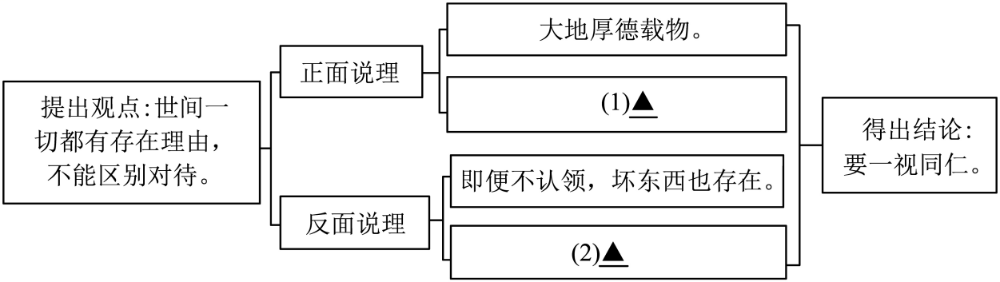 提出观点:世间一
切都有存在理由，
不能区别对待。
正面说理
大地厚德载物。
(1)▲
反面说理
即便不认领，坏东西也存在。
(2)▲
得出结论:
要一视同仁。